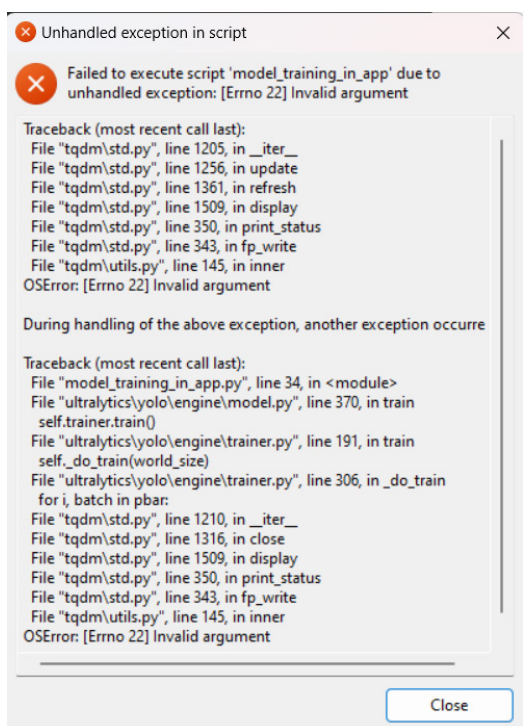 Unhandled exception in script
Failed to execute script 'model_training_in_app' due to
unhandled exception: [Errno 22] Invalid argument
Traceback (most recent call last):
File "tqdm\std.py", line 1205, in __iter__
File "tqdm\std.py", line 1256, in update
File "tqdm\std.py", line 1361, in refresh
File "tqdm\std.py", line 1509, in display
File "tqdm\std.py", line 350, in print_status
File "tqdm\std.py", line 343, in fp_write
File "tqdm\utils.py", line 145, in inner
OSError: [Errno 22] Invalid argument
During handling of the above exception, another exception occurre
Traceback (most recent call last):
File "model_training_in_app.py", line 34, in <module>
File "ultralytics\yolo\engine\model.py", line 370, in train
self.trainer.train()
File "ultralytics\yolo\engine\trainer.py", line 191, in train
self._do_train(world_size)
File "ultralytics\yolo\engine\trainer.py", line 306, in _do_train
for i, batch in pbar:
File "tqdm\std.py", line 1210, in __iter__
File "tqdm\std.py", line 1316, in close
File "tqdm\std.py", line 1509, in display
File "tqdm\std.py", line 350, in print_status
File "tqdm\std.py", line 343, in fp_write
File "tqdm\utils.py", line 145, in inner
OSError: [Errno 22] Invalid argument
Close